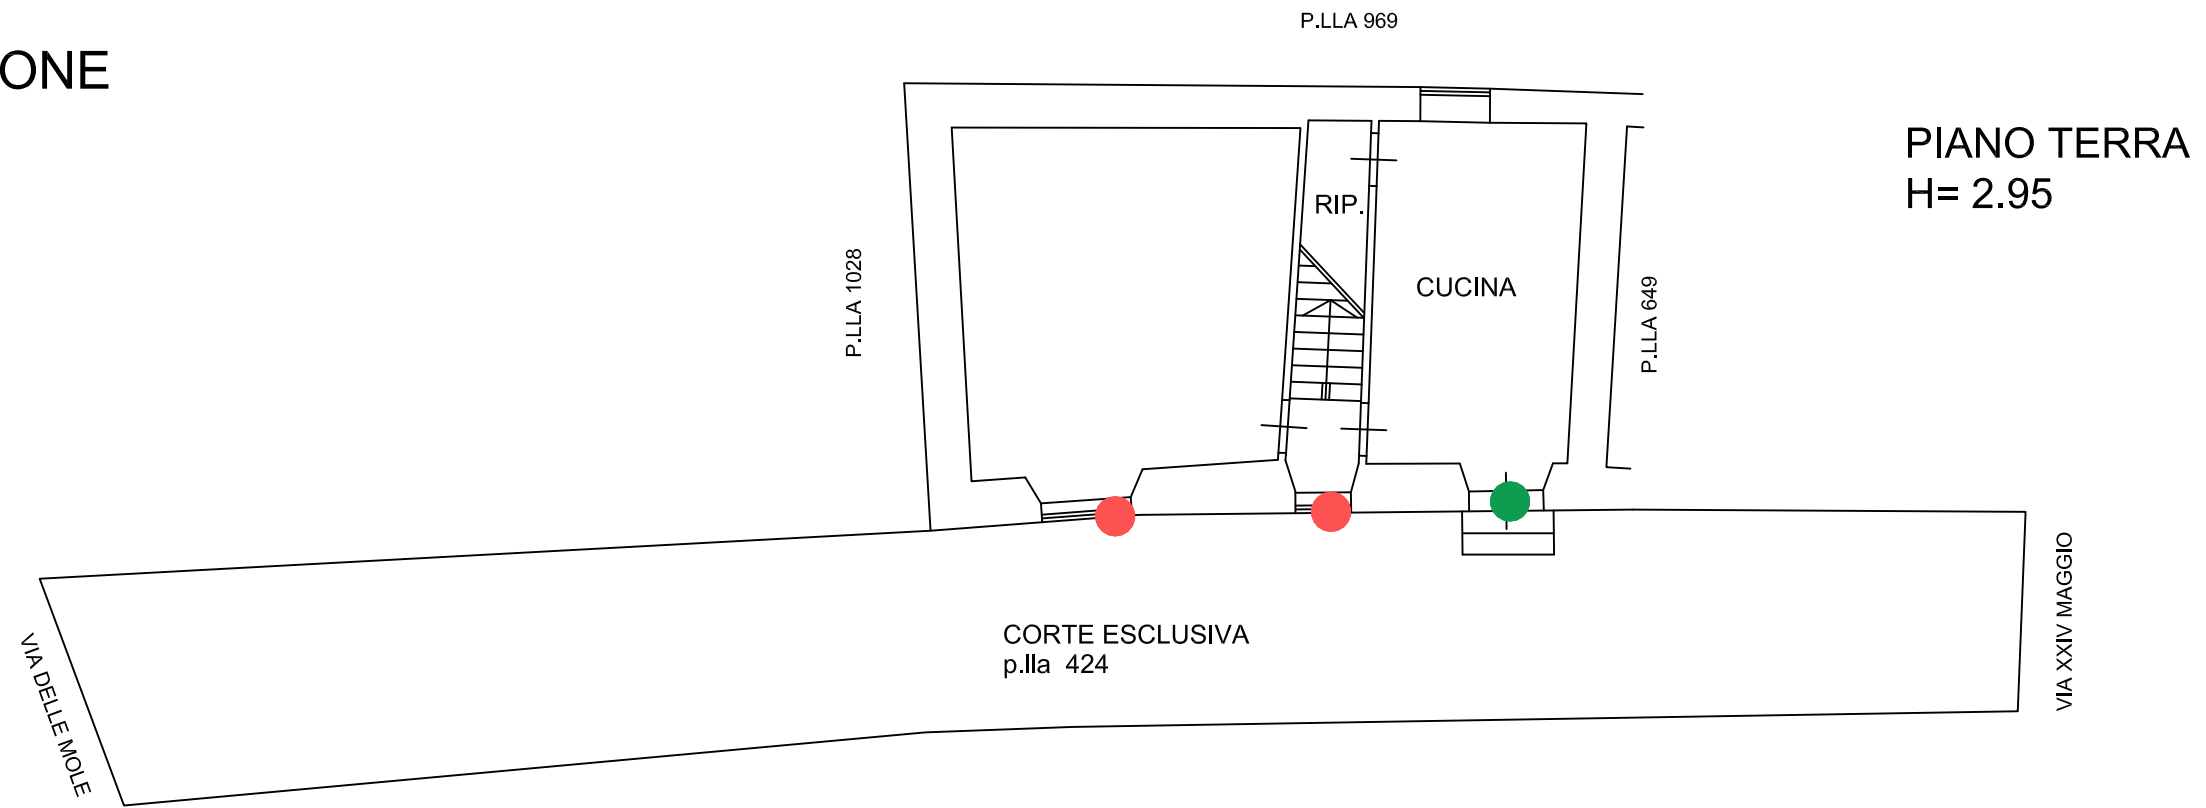 P.LLA 969
ONE
PIANO TERRA
H= 2.95
RIP.
CUCINA
P.LLA 1028
P.LLA 649
CORTE ESCLUSIVA
p.lla 424
VIA DELLE MOLE
VIA XXIV MAGGIO